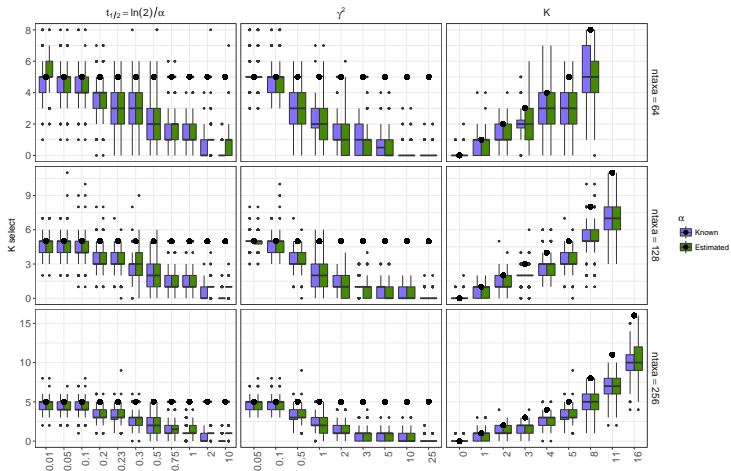 t1/2 = ln(2)/α γ² K
8
6
4
2
0
ntaxa = 64
K select
9
6
3
0
ntaxa = 128
α
Known
Estimated
15
10
5
0
ntaxa = 256
0.01 0.05 0.1 0.2 0.23 0.3 0.5 0.75 1 2 10 0.05 0.1 0.5 1 2 3 5 10 25 0 1 2 3 4 5 8 11 16